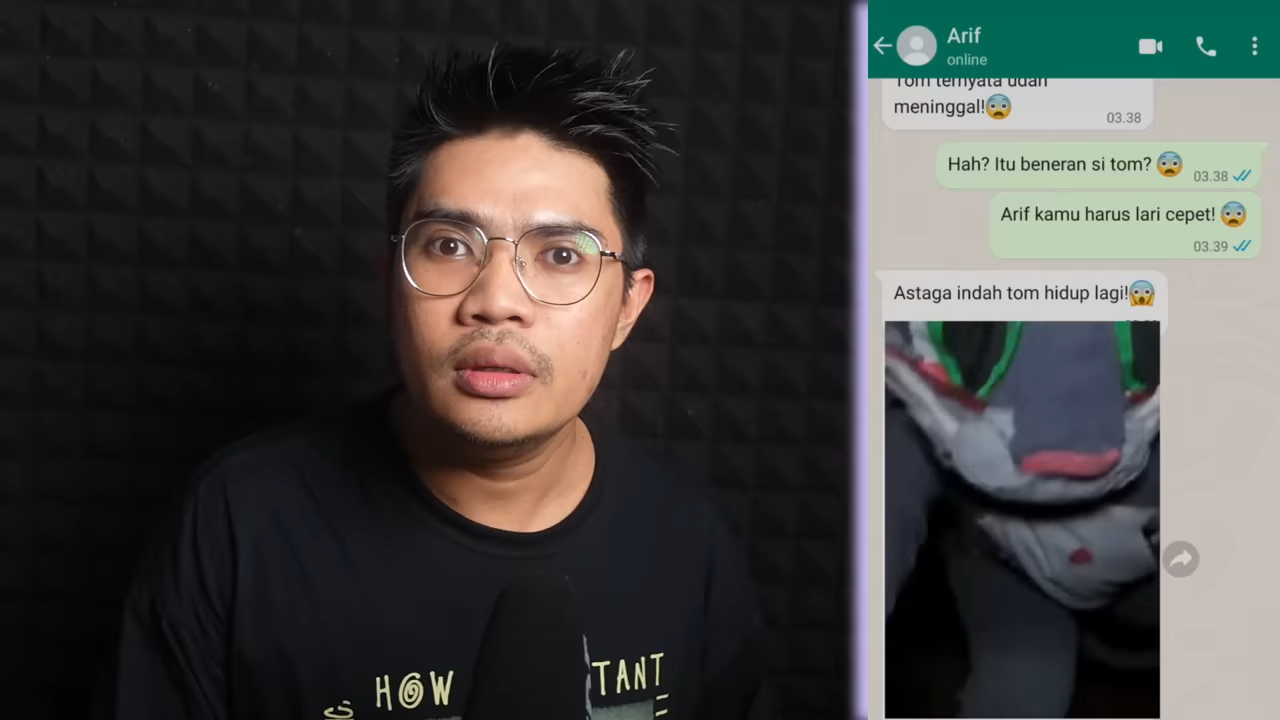 HOW
TANT
Arif
online
Tom ternyata udah
meninggal!😨
03.38
Hah? Itu beneran si tom? 😨
03.38
Arif kamu harus lari cepet! 😨
03.39
Astaga indah tom hidup lagi!😱